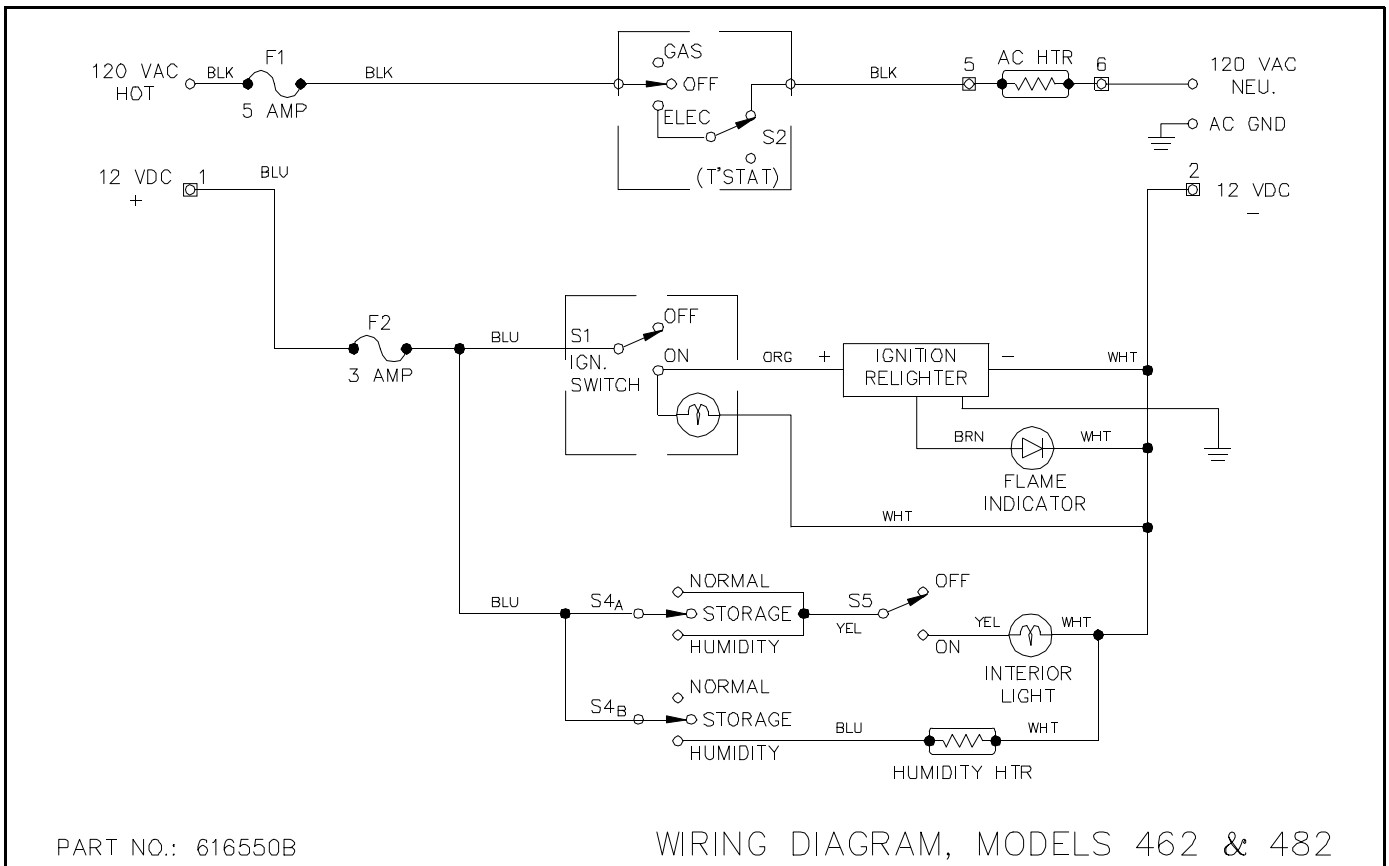 120 VAC
HOT
BLK
F1
5 AMP
BLK
GAS
OFF
ELEC
S2
(T'STAT)
BLK
5
AC HTR
6
120 VAC
NEU.
AC GND
12 VDC
+
1
BLU
2
12 VDC
–
F2
3 AMP
BLU
S1
IGN.
SWITCH
OFF
ON
ORG
+
IGNITION
RELIGHTER
–
WHT
BRN
WHT
FLAME
INDICATOR
WHT
BLU
S4A
NORMAL
STORAGE
HUMIDITY
S5
YEL
OFF
ON
YEL
WHT
INTERIOR
LIGHT
S4B
NORMAL
STORAGE
HUMIDITY
BLU
WHT
HUMIDITY HTR
PART NO.: 616550B
WIRING DIAGRAM, MODELS 462 & 482